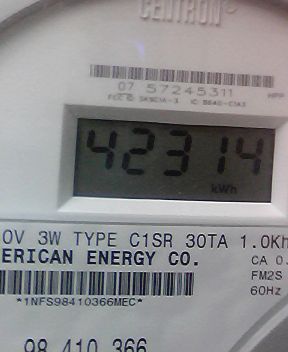 CENTRON
07 57245311
42314
kWh
0V 3W TYPE C1SR 30TA 1.0Kh
ERICAN ENERGY CO.
CA 0.
FM2S
60Hz
*1NFS98410366MEC*
98 410 366